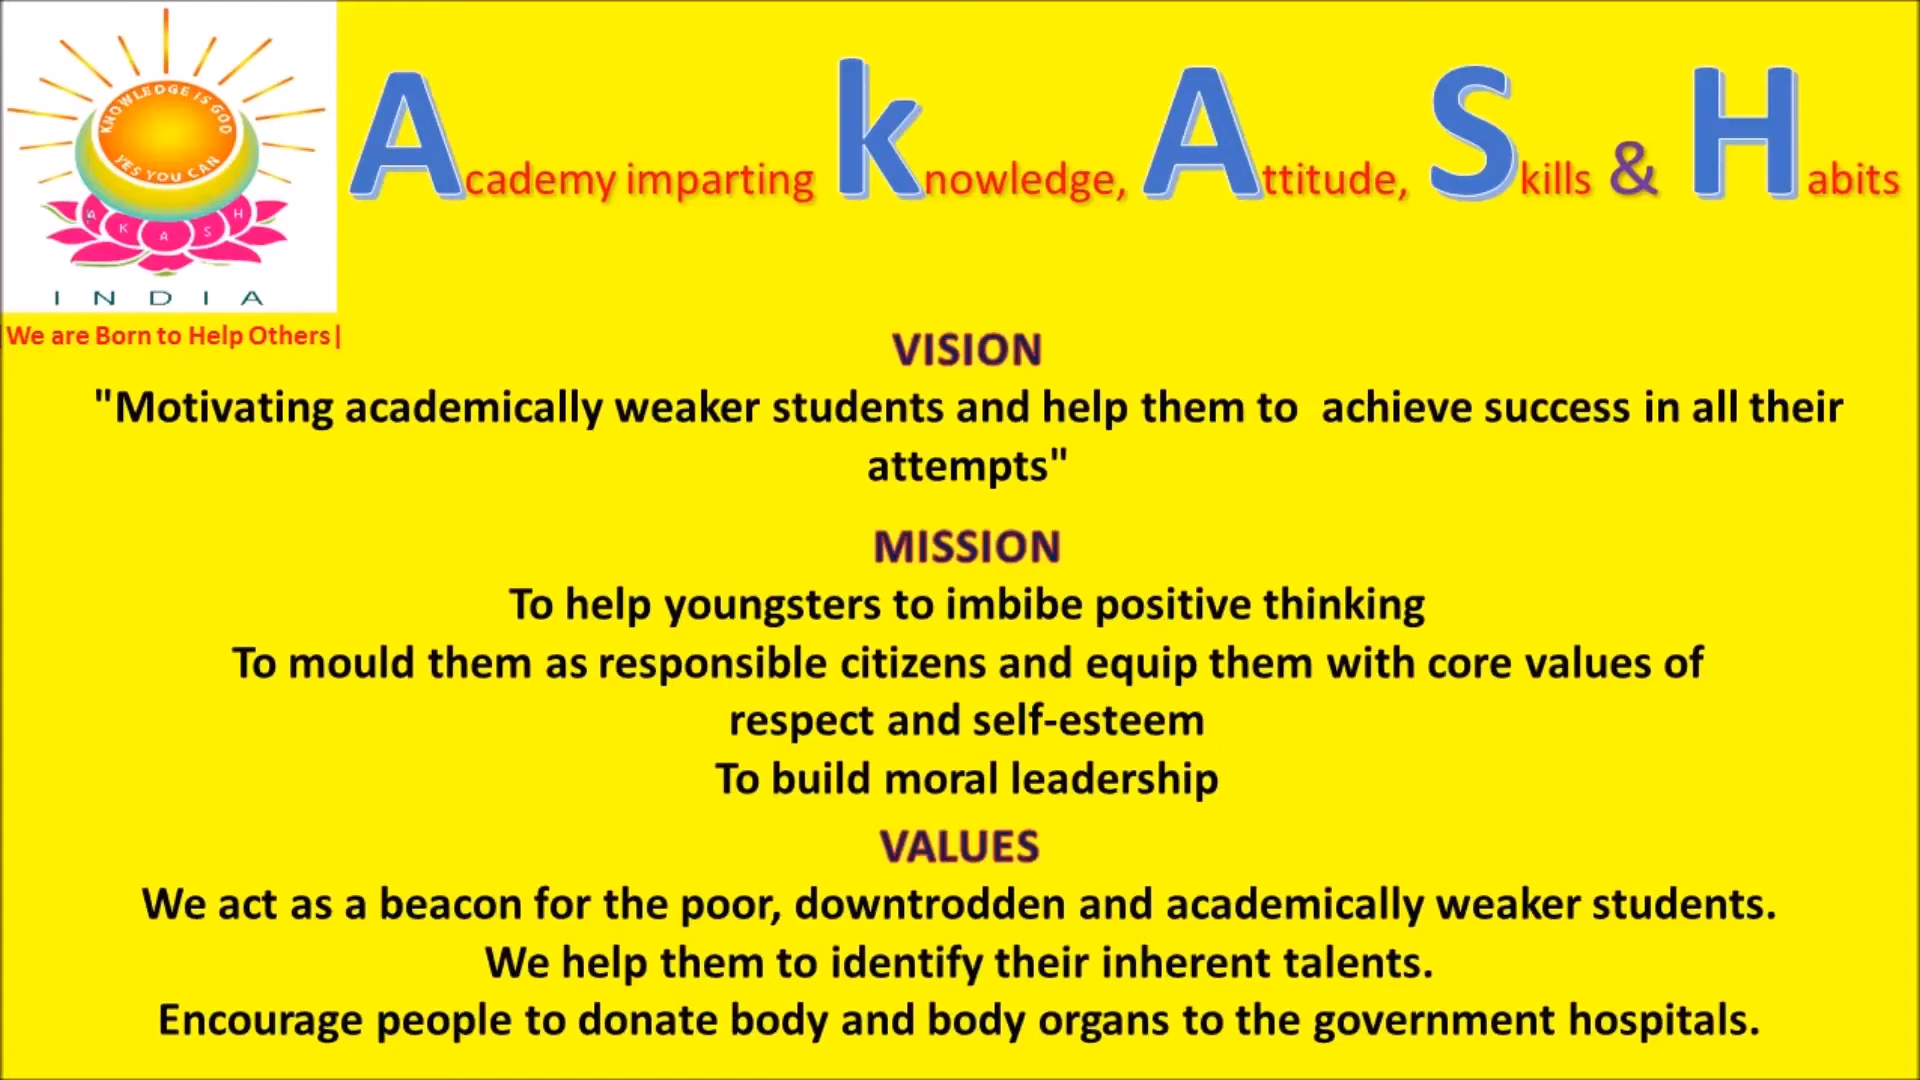 KNOWLEDGE IS GOD
YES YOU CAN
A K A S H
I N D I A
|We are Born to Help Others|
Academy imparting knowledge, Attitude, Skills & Habits
VISION
"Motivating academically weaker students and help them to achieve success in all their
attempts"
MISSION
To help youngsters to imbibe positive thinking
To mould them as responsible citizens and equip them with core values of
respect and self-esteem
To build moral leadership
VALUES
We act as a beacon for the poor, downtrodden and academically weaker students.
We help them to identify their inherent talents.
Encourage people to donate body and body organs to the government hospitals.